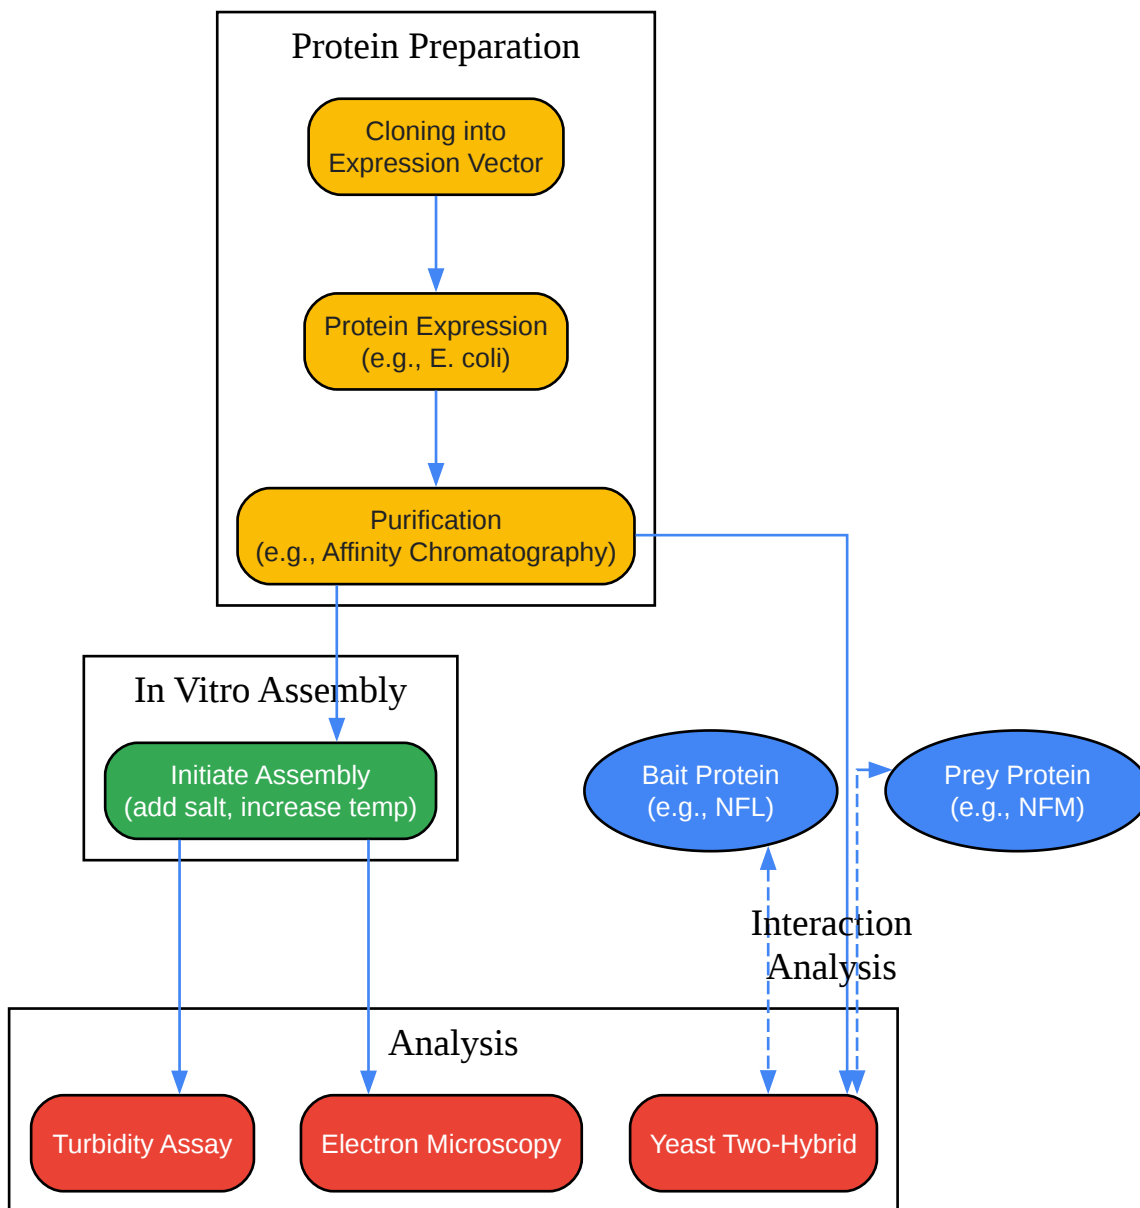 Protein Preparation
Cloning into
Expression Vector
Protein Expression
(e.g., E. coli)
Purification
(e.g., Affinity Chromatography)
In Vitro Assembly
Initiate Assembly
(add salt, increase temp)
Bait Protein
(e.g., NFL)
Prey Protein
(e.g., NFM)
Interaction
Analysis
Analysis
Turbidity Assay
Electron Microscopy
Yeast Two-Hybrid